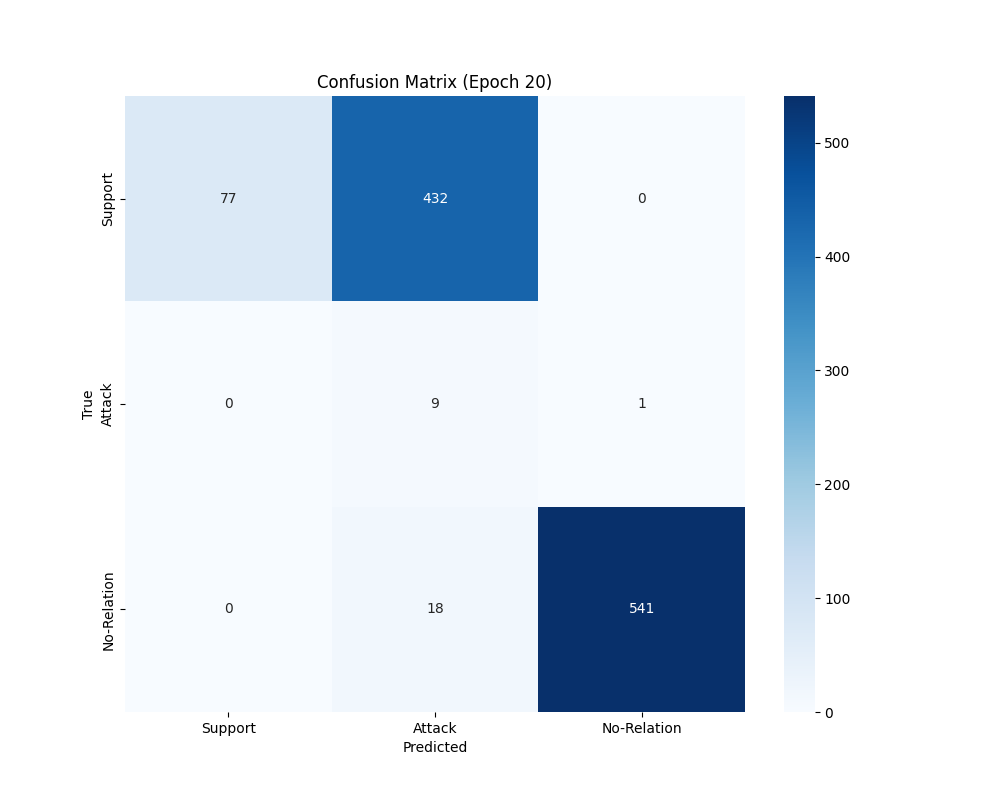 Confusion Matrix (Epoch 20)
Support
77
432
0
500
400
True
Attack
0
9
1
300
200
No-Relation
0
18
541
100
0
Support
Attack
No-Relation
Predicted